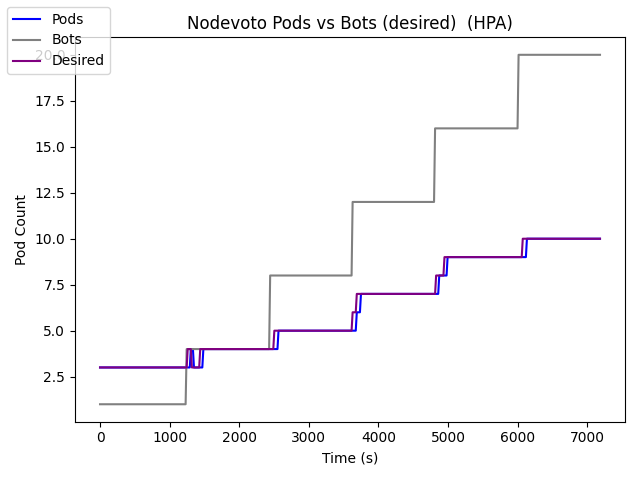 Nodevoto Pods vs Bots (desired)  (HPA)
Pods
Bots
Desired
20.0
17.5
15.0
12.5
10.0
7.5
5.0
2.5
Pod Count
0 1000 2000 3000 4000 5000 6000 7000
Time (s)